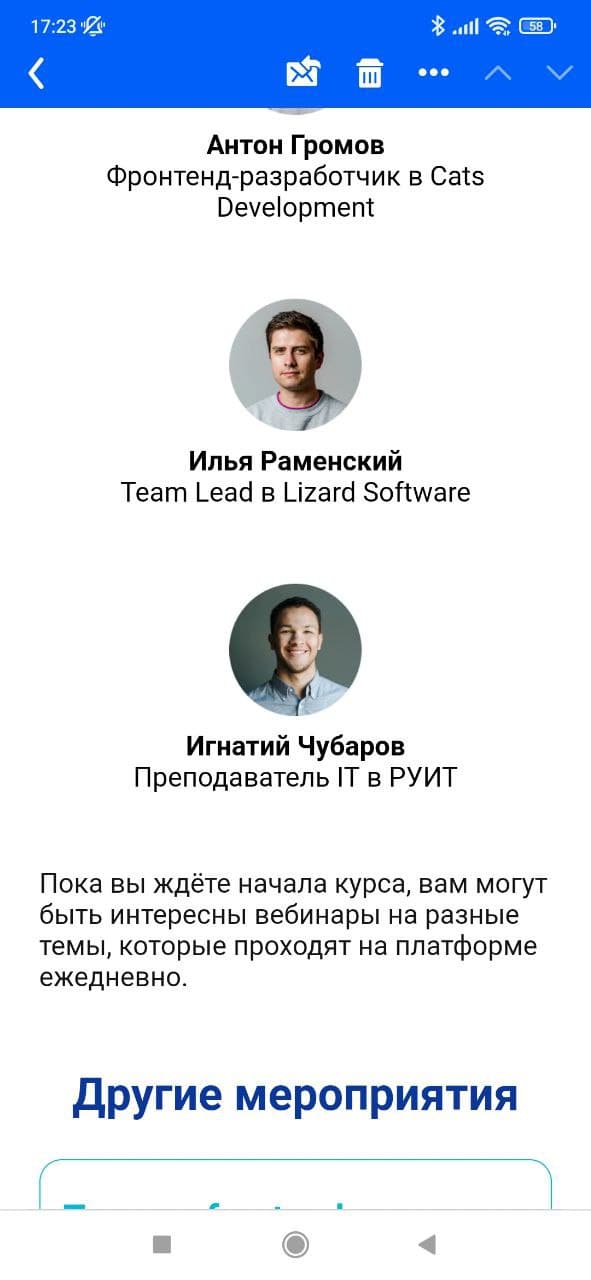 17:23
58
Антон Громов
Фронтенд-разработчик в Cats
Development
Илья Раменский
Team Lead в Lizard Software
Игнатий Чубаров
Преподаватель IT в РУИТ
Пока вы ждёте начала курса, вам могут
быть интересны вебинары на разные
темы, которые проходят на платформе
ежедневно.
Другие мероприятия